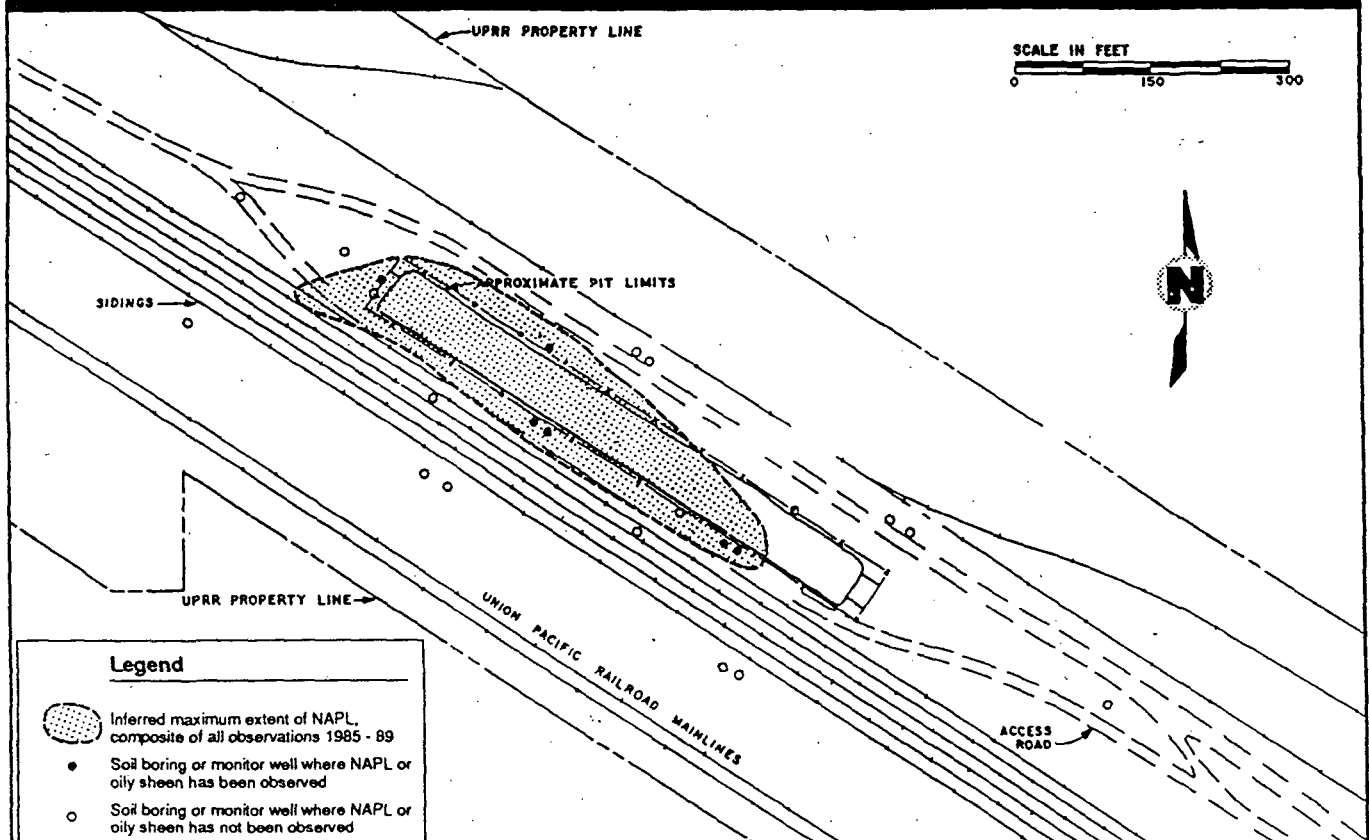 UPRR PROPERTY LINE
SCALE IN FEET
0 150 300
N
APPROXIMATE PIT LIMITS
SIDINGS
UPRR PROPERTY LINE
UNION PACIFIC RAILROAD MAINLINES
ACCESS
ROAD
Legend
Inferred maximum extent of NAPL,
composite of all observations 1985 - 89
Soil boring or monitor well where NAPL or
oily sheen has been observed
Soil boring or monitor well where NAPL or
oily sheen has not been observed